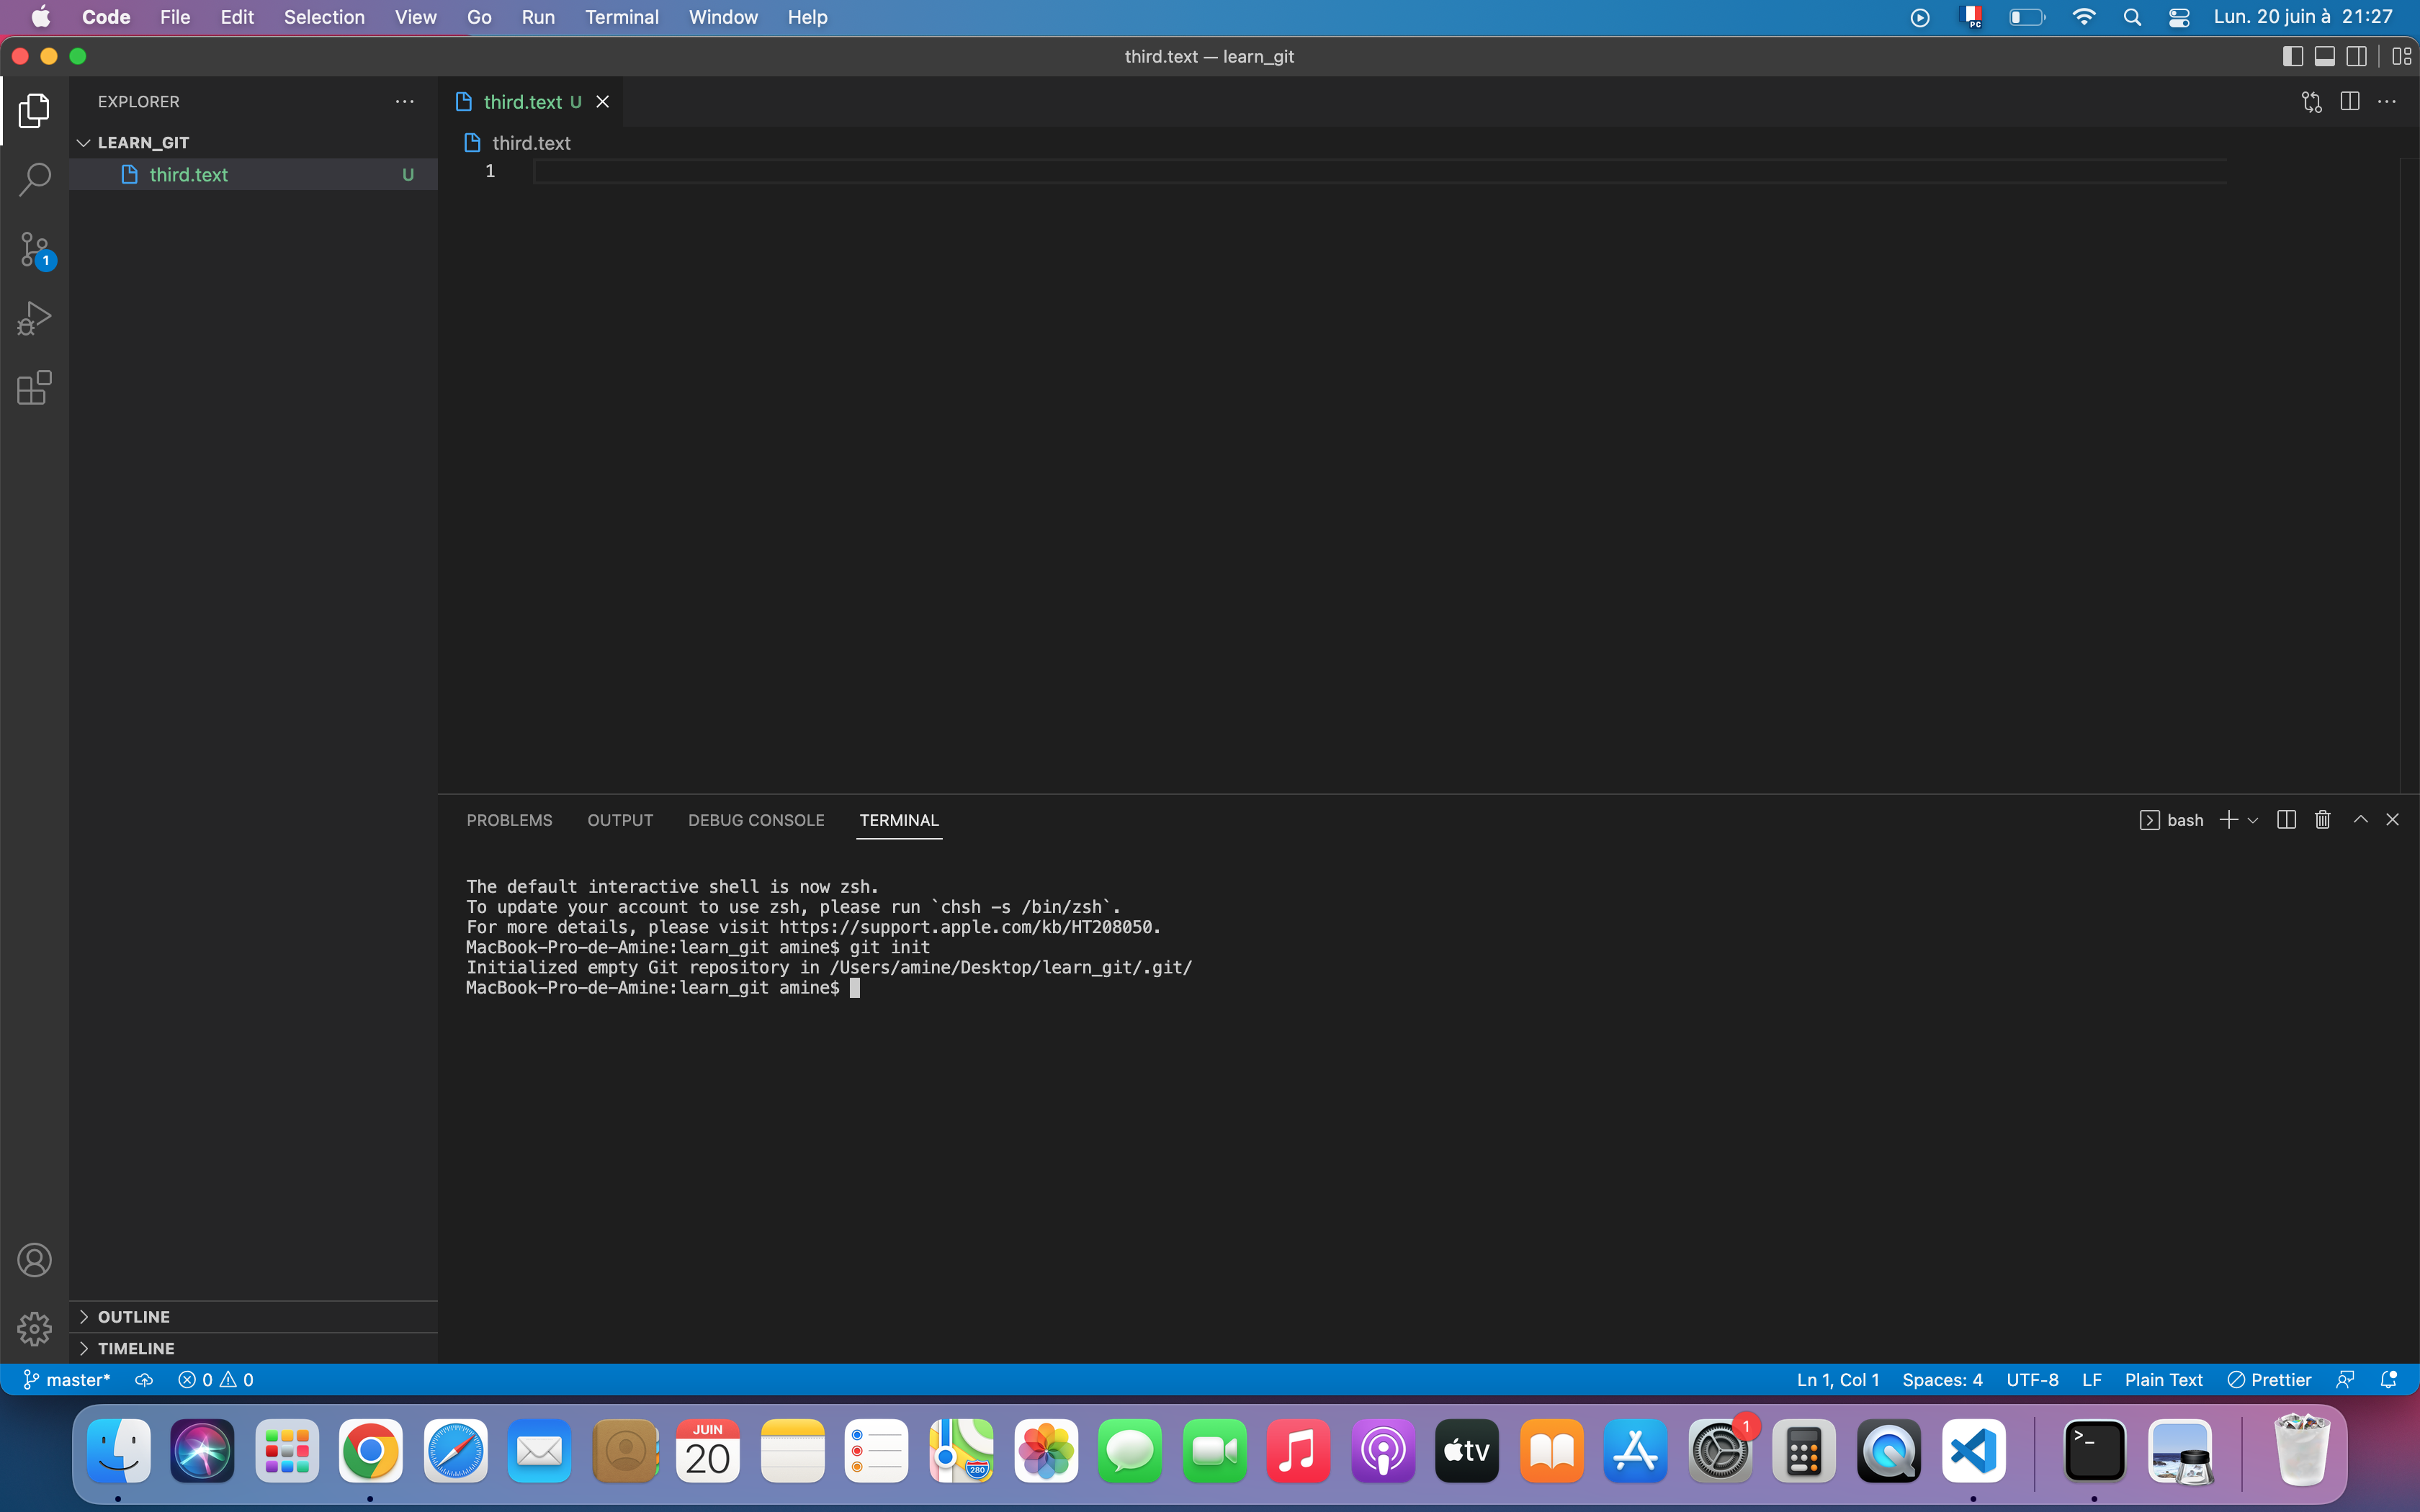 Code File Edit Selection View Go Run Terminal Window Help PC Lun. 20 juin à 21:27
third.text — learn_git
EXPLORER
LEARN_GIT
third.text U
third.text U
third.text
1
1
PROBLEMS OUTPUT DEBUG CONSOLE TERMINAL bash
The default interactive shell is now zsh.
To update your account to use zsh, please run `chsh -s /bin/zsh`.
For more details, please visit https://support.apple.com/kb/HT208050.
MacBook-Pro-de-Amine:learn_git amine$ git init
Initialized empty Git repository in /Users/amine/Desktop/learn_git/.git/
MacBook-Pro-de-Amine:learn_git amine$
OUTLINE
TIMELINE
master* 0 0 Ln 1, Col 1 Spaces: 4 UTF-8 LF Plain Text Prettier
JUIN
20
280
tv
1
>_